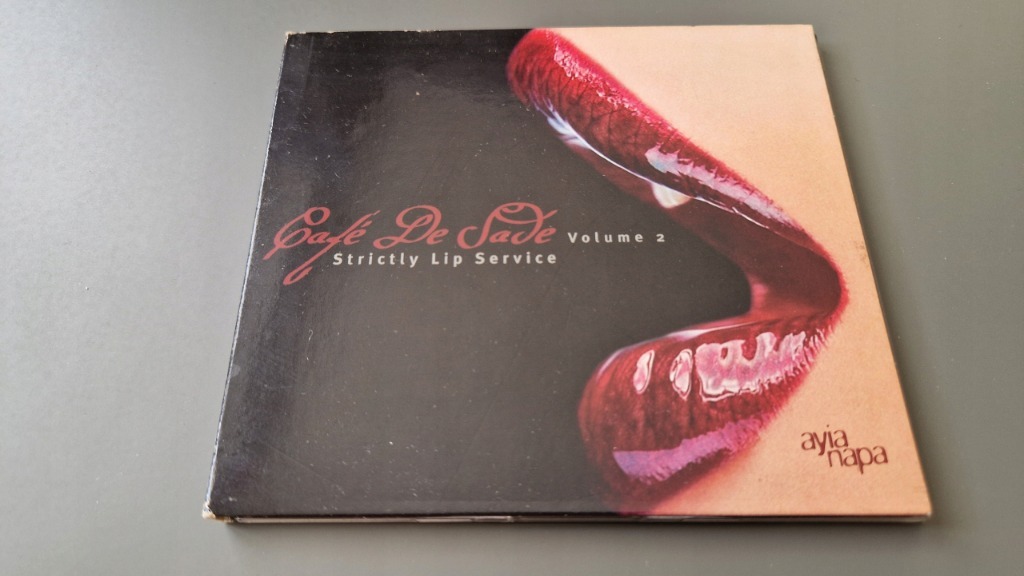 Café De Sade Volume 2
Strictly Lip Service
ayia
napa